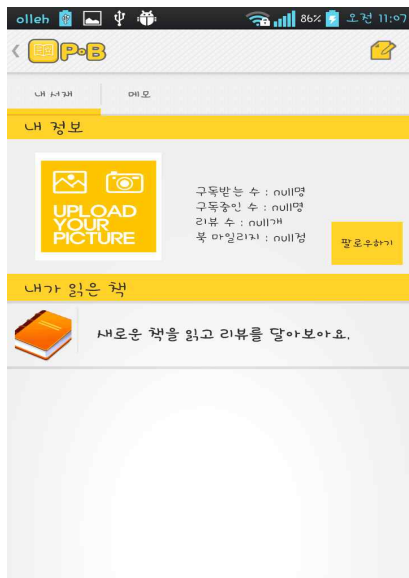 olleh 86% 오전 11:07
P·B
내 서재 메모
내 정보
UPLOAD
YOUR
PICTURE
구독받는 수 : null명
구독중인 수 : null명
리뷰 수 : null개
북 마일리지 : null점
팔로우하기
내가 읽은 책
새로운 책을 읽고 리뷰를 달아보아요.